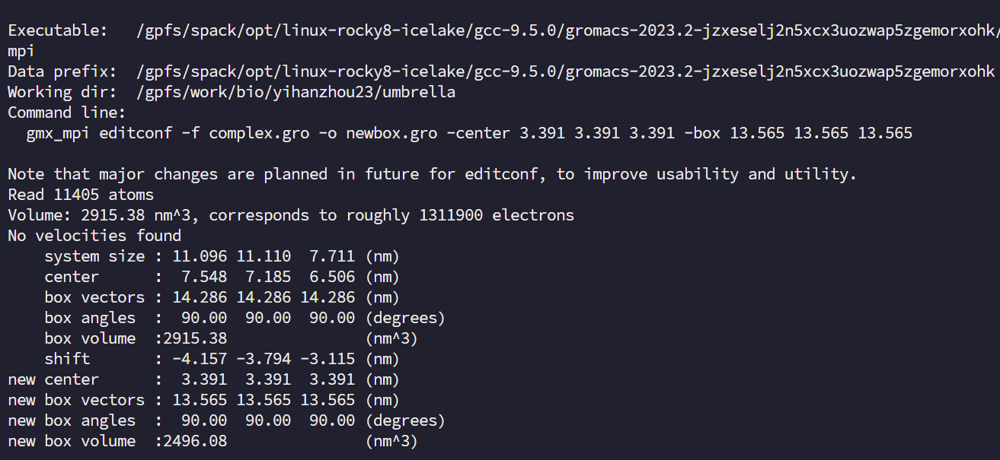 Executable:   /gpfs/spack/opt/linux-rocky8-icelake/gcc-9.5.0/gromacs-2023.2-jzxeselj2n5xcx3uozwap5zgemorxohk/
mpi
Data prefix:  /gpfs/spack/opt/linux-rocky8-icelake/gcc-9.5.0/gromacs-2023.2-jzxeselj2n5xcx3uozwap5zgemorxohk
Working dir:  /gpfs/work/bio/yihanzhou23/umbrella
Command line:
  gmx_mpi editconf -f complex.gro -o newbox.gro -center 3.391 3.391 3.391 -box 13.565 13.565 13.565
Note that major changes are planned in future for editconf, to improve usability and utility.
Read 11405 atoms
Volume: 2915.38 nm^3, corresponds to roughly 1311900 electrons
No velocities found
    system size : 11.096 11.110  7.711 (nm)
    center      :  7.548  7.185  6.506 (nm)
    box vectors : 14.286 14.286 14.286 (nm)
    box angles  :  90.00  90.00  90.00 (degrees)
    box volume  :2915.38               (nm^3)
    shift       : -4.157 -3.794 -3.115 (nm)
new center      :  3.391  3.391  3.391 (nm)
new box vectors : 13.565 13.565 13.565 (nm)
new box angles  :  90.00  90.00  90.00 (degrees)
new box volume  :2496.08               (nm^3)